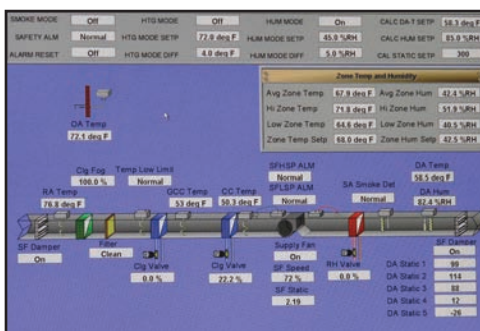 SMOKE MODE Off HTG MODE Off HUM MODE On CALC DA-T SETP 58.3 deg F
SAFETY ALM Normal HTG MODE SETP 72.0 deg F HUM MODE SETP 45.0 %RH CALC HUM SETP 85.0 %RH
ALARM RESET Off HTG MODE DIFF 4.0 deg F HUM MODE DIFF 5.0 %RH CAL STATIC SETP 300
Zone Temp and Humidity
Avg Zone Temp 67.9 deg F Avg Zone Hum 42.4 %RH
Hi Zone Temp 71.8 deg F Hi Zone Hum 51.9 %RH
Low Zone Temp 64.6 deg F Low Zone Hum 40.5 %RH
Zone Temp Setp 68.0 deg F Zone Hum Setp 42.5 %RH
OA Temp
72.1 deg F
Clg Fog
100.0 %
Temp Low Limit
Normal
SFHSP ALM
Normal
SFLSP ALM
Normal
DA Temp
58.5 deg F
RA Temp
76.8 deg F
GCC Temp
53 deg F
CC Temp
50.3 deg F
SA Smoke Det
Normal
DA Hum
82.4 %RH
SF Damper
On
Filter
Clean
Clg Valve
0.0 %
Clg Valve
22.2 %
Supply Fan
On
SF Speed
72 %
SF Static
2.19
RH Valve
0.0 %
SF Damper
On
DA Static 1 99
DA Static 2 114
DA Static 3 88
DA Static 4 12
DA Static 5 -26